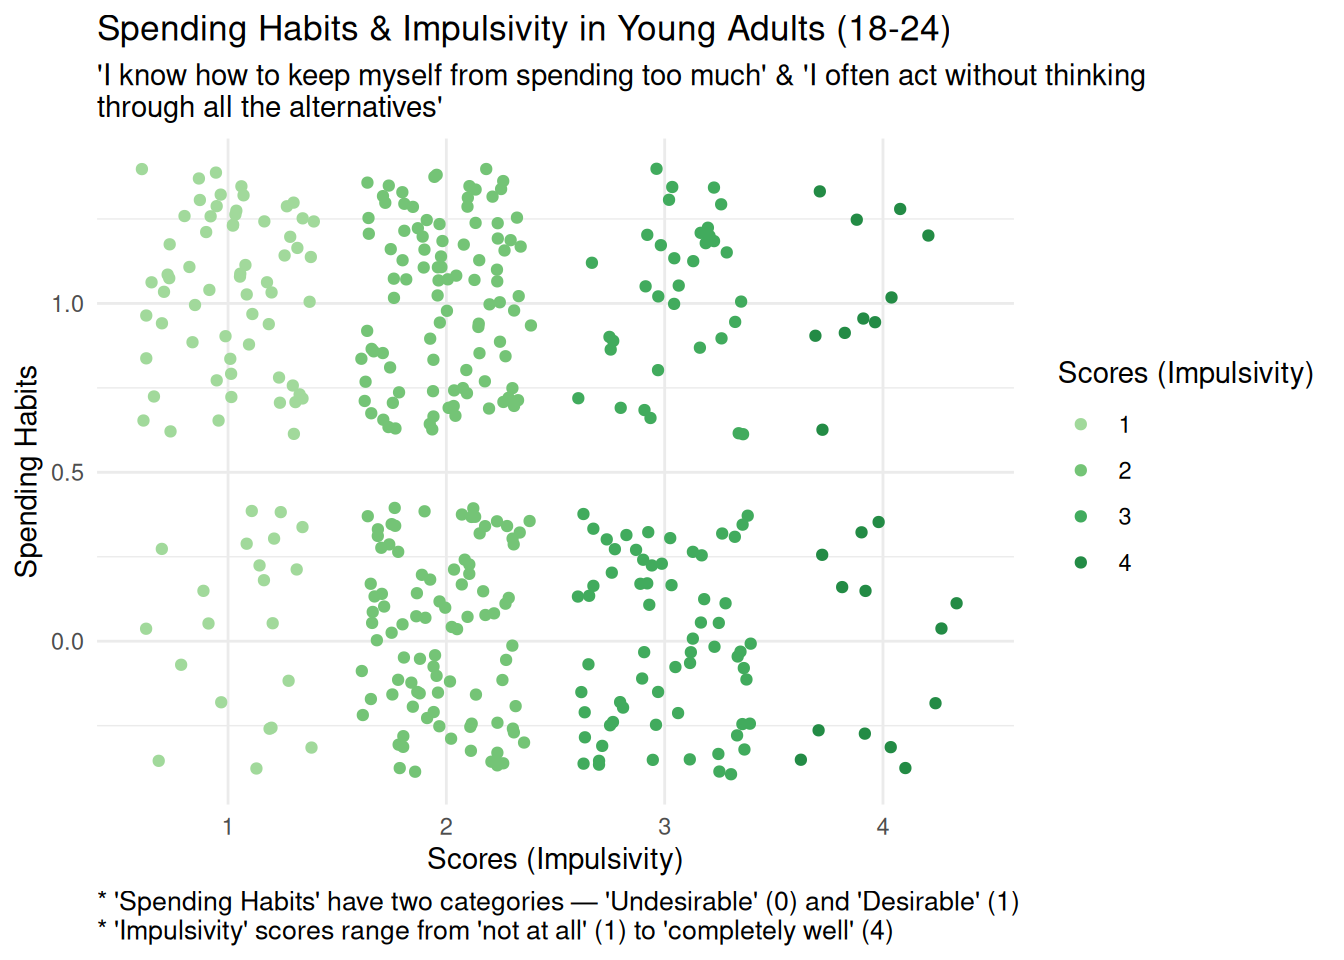 Spending Habits & Impulsivity in Young Adults (18-24)
'I know how to keep myself from spending too much' & 'I often act without thinking
through all the alternatives'
Spending Habits
1.0
0.5
0.0
1
2
3
4
Scores (Impulsivity)
Scores (Impulsivity)
1
2
3
4
* 'Spending Habits' have two categories — 'Undesirable' (0) and 'Desirable' (1)
* 'Impulsivity' scores range from 'not at all' (1) to 'completely well' (4)